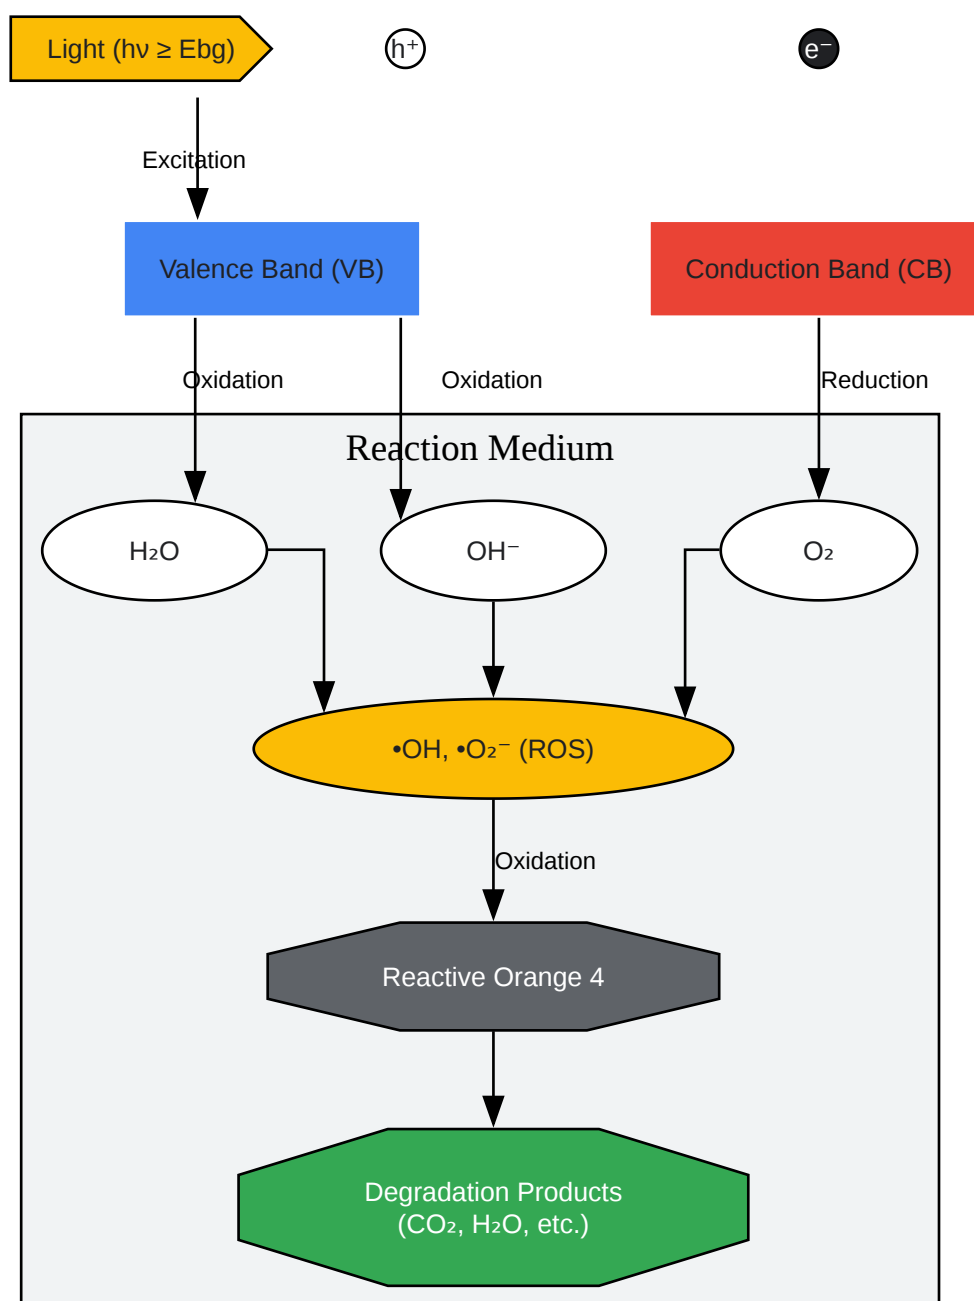 Light (hν ≥ Ebg)
h⁺
e⁻
Excitation
Valence Band (VB)
Conduction Band (CB)
Oxidation
Oxidation
Reduction
Reaction Medium
H₂O
OH⁻
O₂
•OH, •O₂⁻ (ROS)
Oxidation
Reactive Orange 4
Degradation Products
(CO₂, H₂O, etc.)